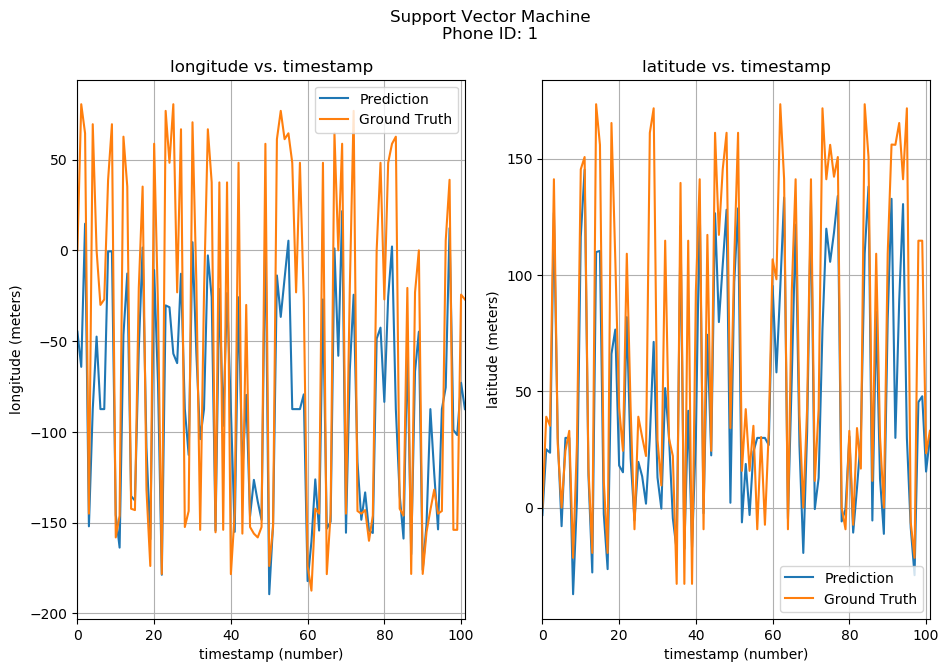 Support Vector Machine
Phone ID: 1
longitude vs. timestamp
longitude (meters)
50
0
−50
−100
−150
−200
0
20
40
60
80
100
timestamp (number)
Prediction
Ground Truth
latitude vs. timestamp
latitude (meters)
150
100
50
0
0
20
40
60
80
100
timestamp (number)
Prediction
Ground Truth